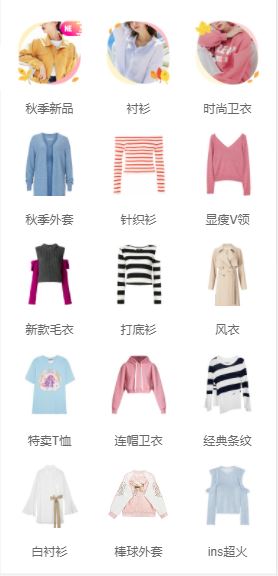 NE
秋季新品 衬衫 时尚卫衣
秋季外套 针织衫 显瘦V领
新款毛衣 打底衫 风衣
特卖T恤 连帽卫衣 经典条纹
白衬衫 棒球外套 ins超火